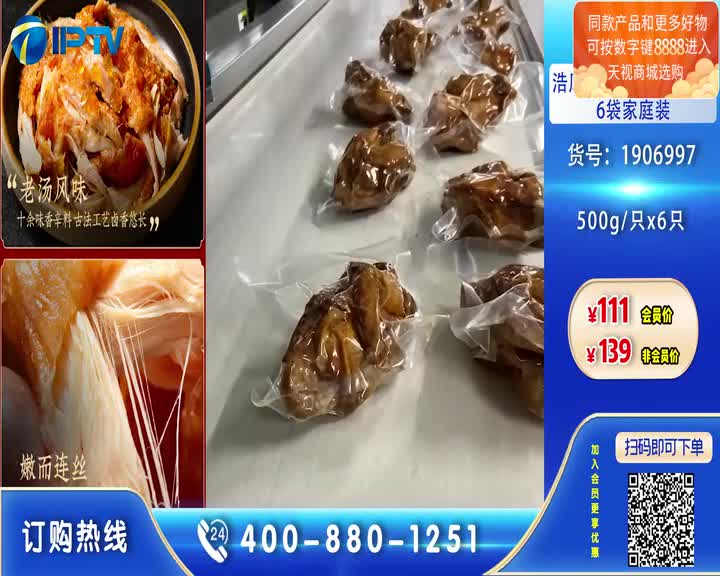 IPTV
“老汤风味
十余味香辛料古法工艺卤香悠长”
嫩而连丝
同款产品和更多好物
可按数字键8888进入
天视商城选购
浩
6袋家庭装
货号：1906997
500g/只x6只
¥111 会员价
¥139 非会员价
加入会员更享优惠
扫码即可下单
订购热线
24
400-880-1251